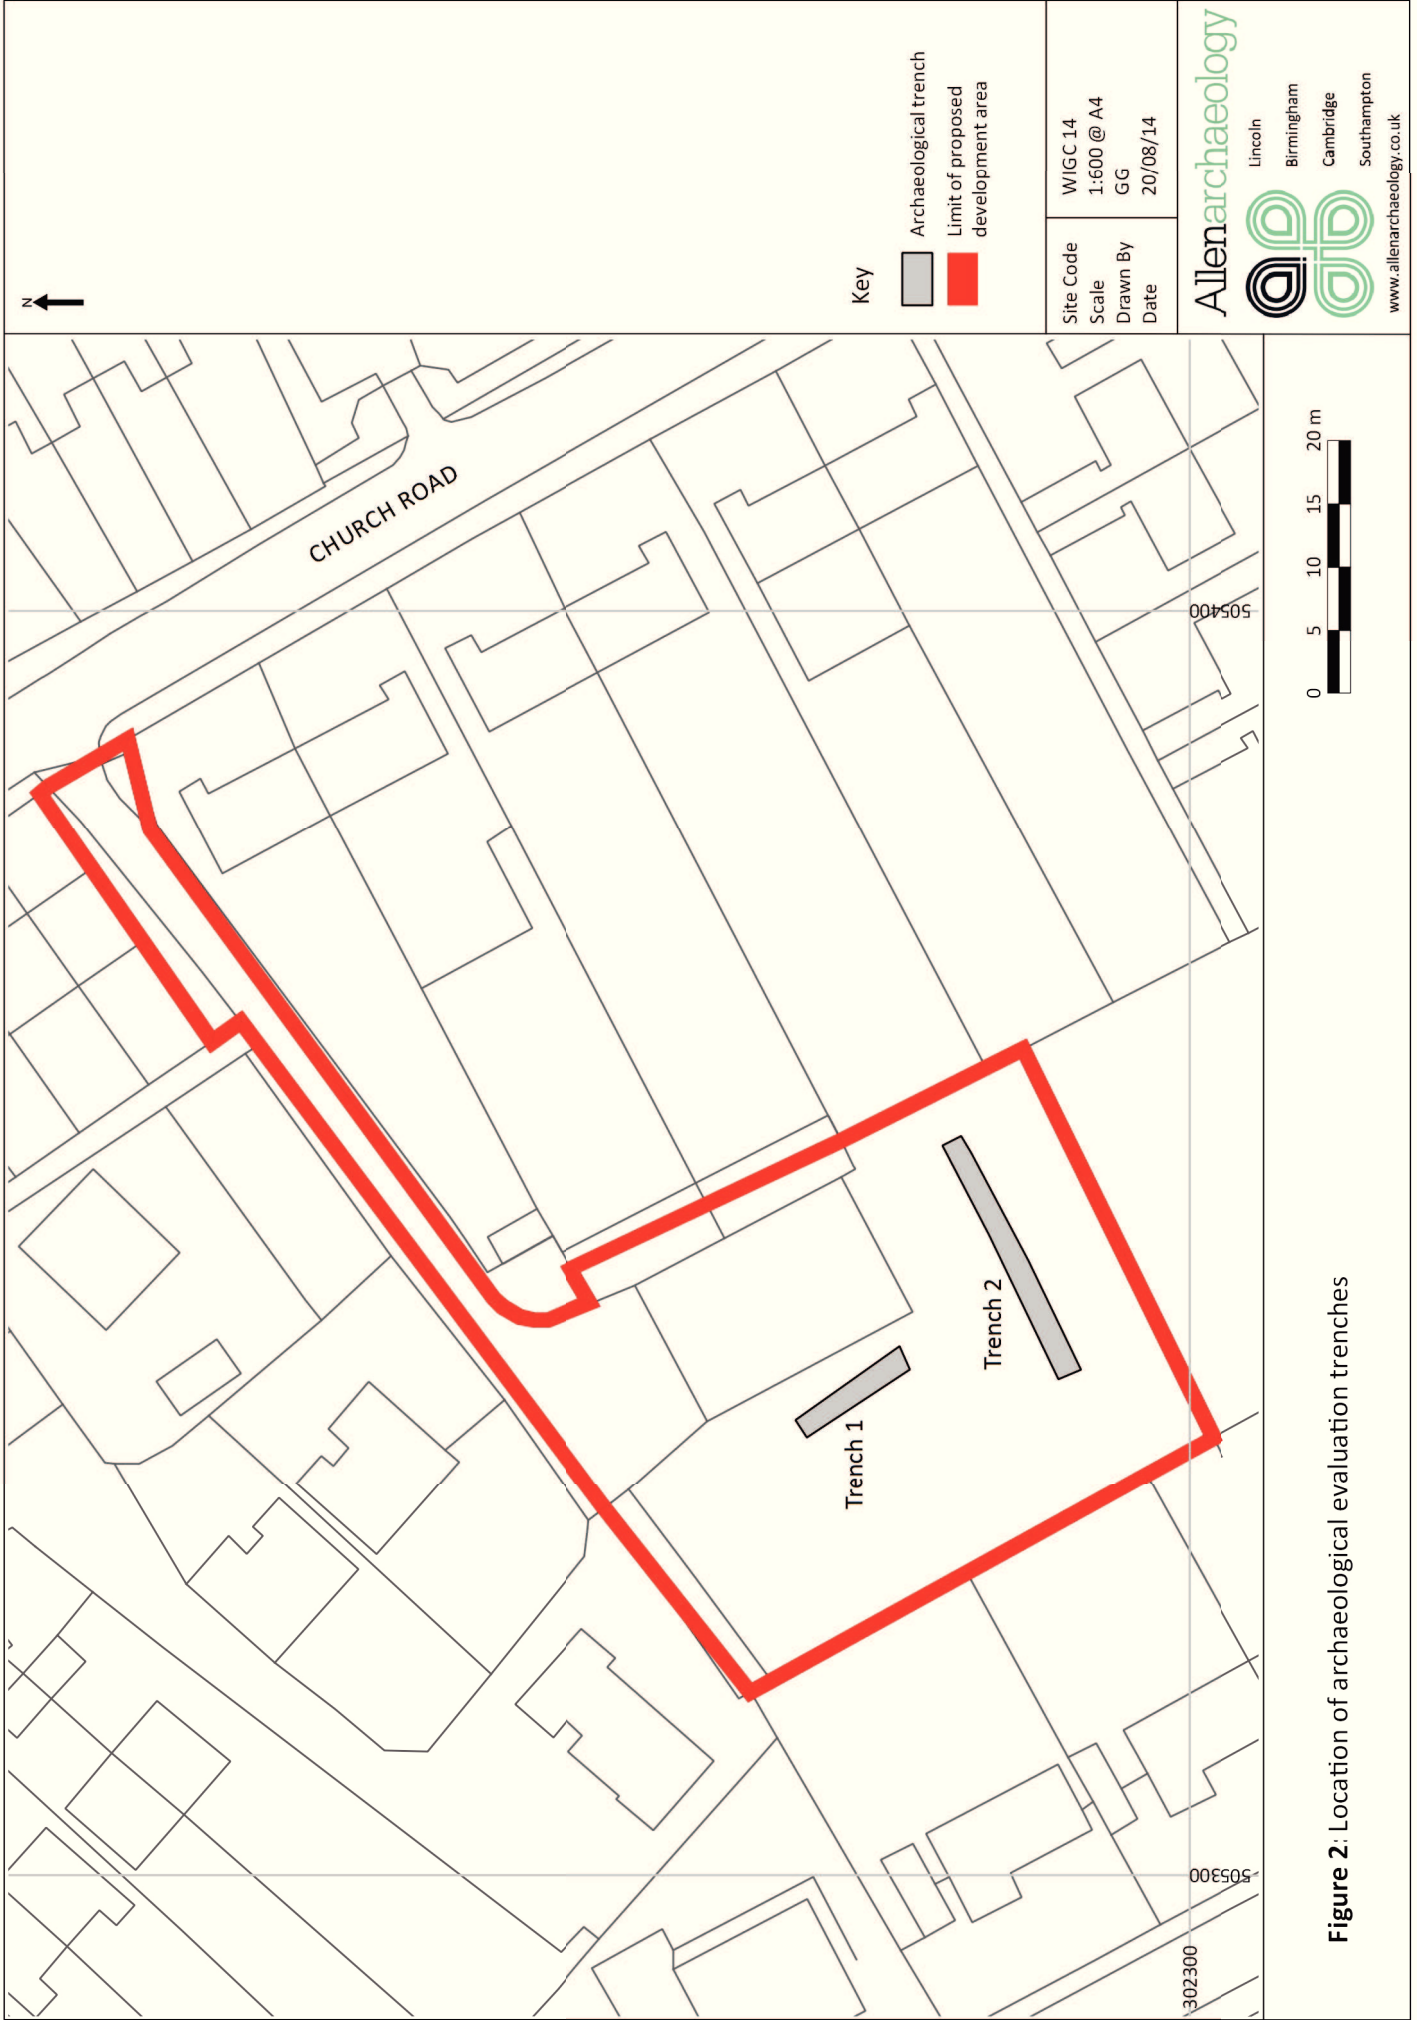 N
CHURCH ROAD
Trench 1
Trench 2
505400
505300
302300
Key
Archaeological trench
Limit of proposed
development area
Site Code WIGC 14
Scale 1:600 @ A4
Drawn By GG
Date 20/08/14
Allenarchaeology
Lincoln
Birmingham
Cambridge
Southampton
www.allenarchaeology.co.uk
0 5 10 15 20 m
Figure 2: Location of archaeological evaluation trenches